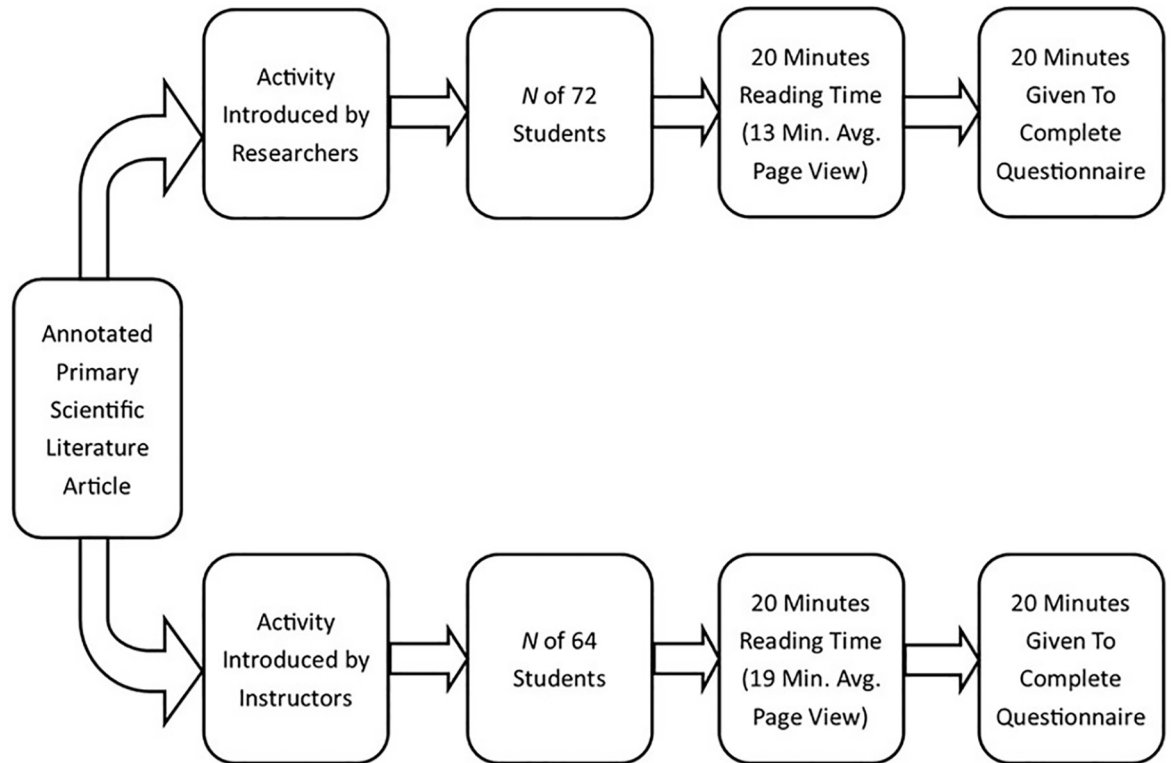 Activity
Introduced by
Researchers
N of 72
Students
20 Minutes
Reading Time
(13 Min. Avg.
Page View)
20 Minutes
Given To
Complete
Questionnaire
Annotated
Primary
Scientific
Literature
Article
Activity
Introduced by
Instructors
N of 64
Students
20 Minutes
Reading Time
(19 Min. Avg.
Page View)
20 Minutes
Given To
Complete
Questionnaire